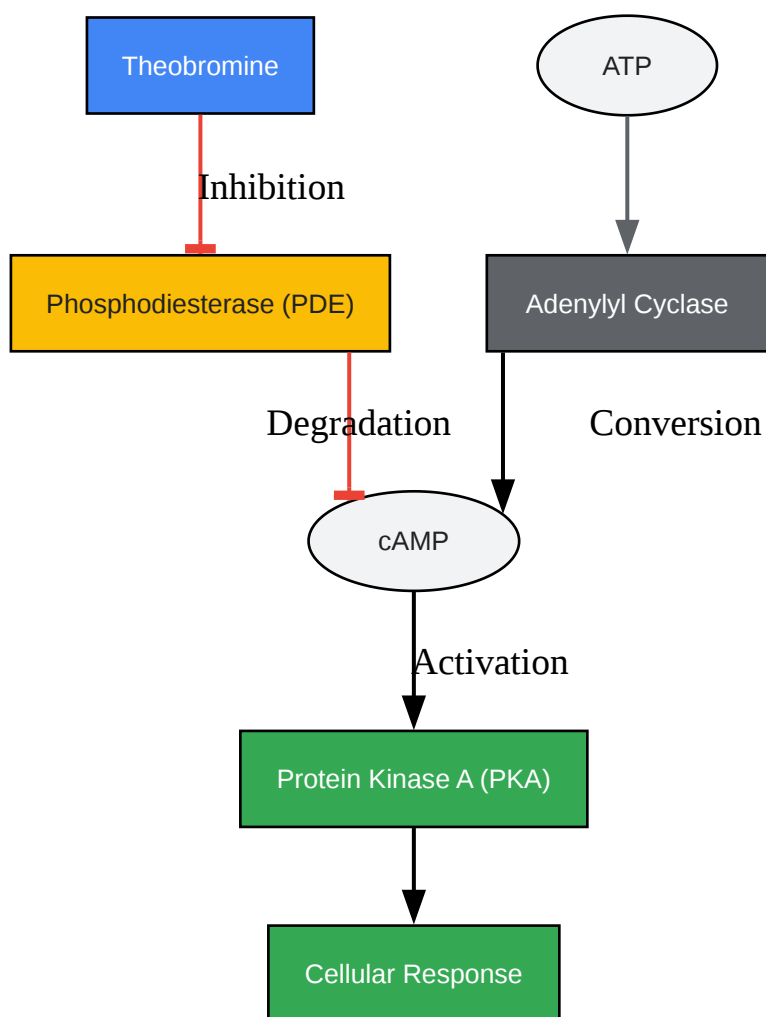 Theobromine
ATP
Inhibition
Phosphodiesterase (PDE)
Adenylyl Cyclase
Degradation
Conversion
cAMP
Activation
Protein Kinase A (PKA)
Cellular Response